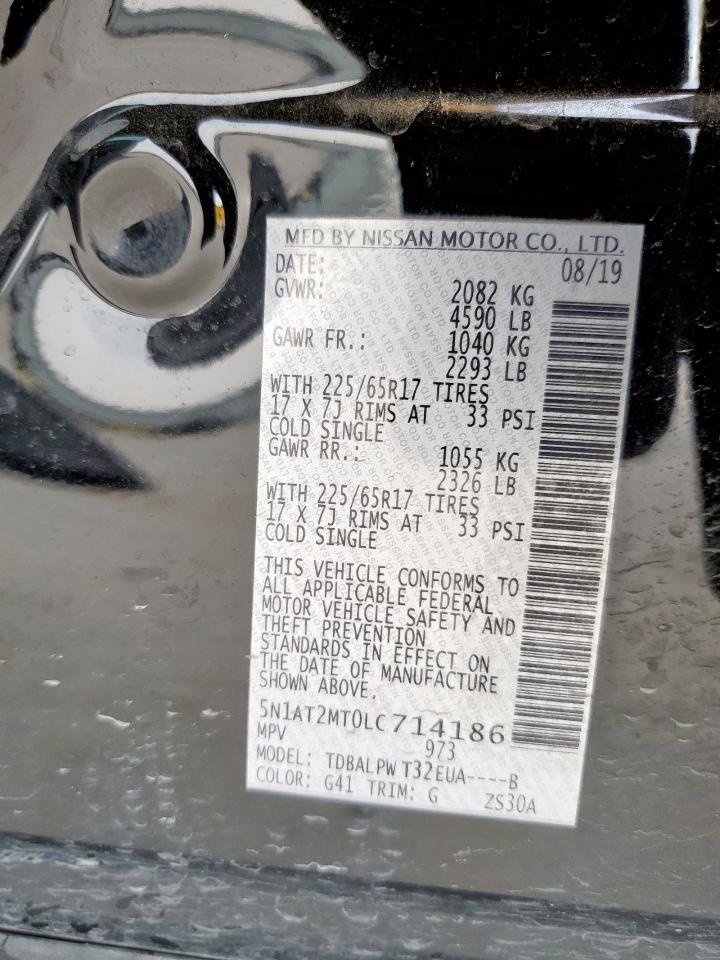 MFD BY NISSAN MOTOR CO., LTD.
DATE: 08/19
GVWR: 2082 KG
4590 LB
GAWR FR.: 1040 KG
2293 LB
WITH 225/65R17 TIRES
17 X 7J RIMS AT 33 PSI
COLD SINGLE
GAWR RR.: 1055 KG
2326 LB
WITH 225/65R17 TIRES
17 X 7J RIMS AT 33 PSI
COLD SINGLE
THIS VEHICLE CONFORMS TO
ALL APPLICABLE FEDERAL
MOTOR VEHICLE SAFETY AND
THEFT PREVENTION
STANDARDS IN EFFECT ON
THE DATE OF MANUFACTURE
SHOWN ABOVE.
5N1AT2MT0LC714186
MPV 973
MODEL: TDBALPW T32EUA----B
COLOR: G41 TRIM: G ZS30A